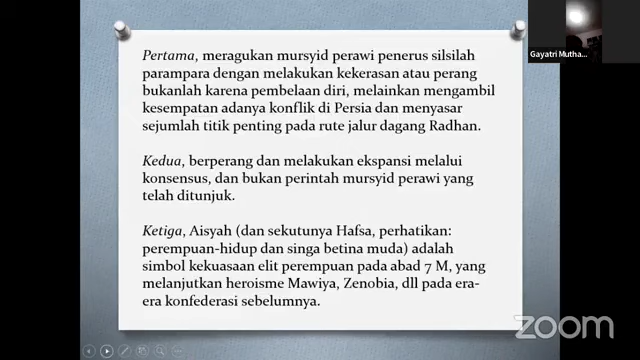 Pertama, meragukan mursyid perawi penerus silsilah
parampara dengan melakukan kekerasan atau perang
bukanlah karena pembelaan diri, melainkan mengambil
kesempatan adanya konflik di Persia dan menyasar
sejumlah titik penting pada rute jalur dagang Radhan.
Kedua, berperang dan melakukan ekspansi melalui
konsensus, dan bukan perintah mursyid perawi yang
telah ditunjuk.
Ketiga, Aisyah (dan sekutunya Hafsa, perhatikan:
perempuan-hidup dan singa betina muda) adalah
simbol kekuasaan elit perempuan pada abad 7 M, yang
melanjutkan heroisme Mawiya, Zenobia, dll pada era-
era konfederasi sebelumnya.
Gayatri Mutha...
zoom